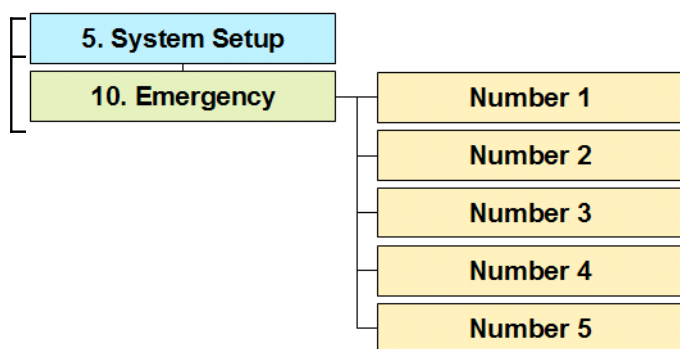 5. System Setup
10. Emergency
Number 1
Number 2
Number 3
Number 4
Number 5